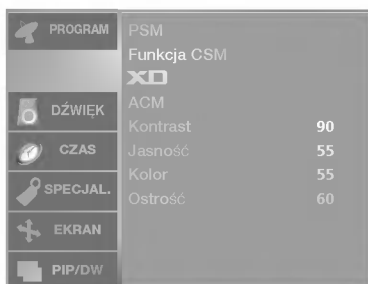 PROGRAM
DŹWIĘK
CZAS
SPECJAL.
EKRAN
PIP/DW
PSM
Funkcja CSM
XD
ACM
Kontrast 90
Jasność 55
Kolor 55
Ostrość 60